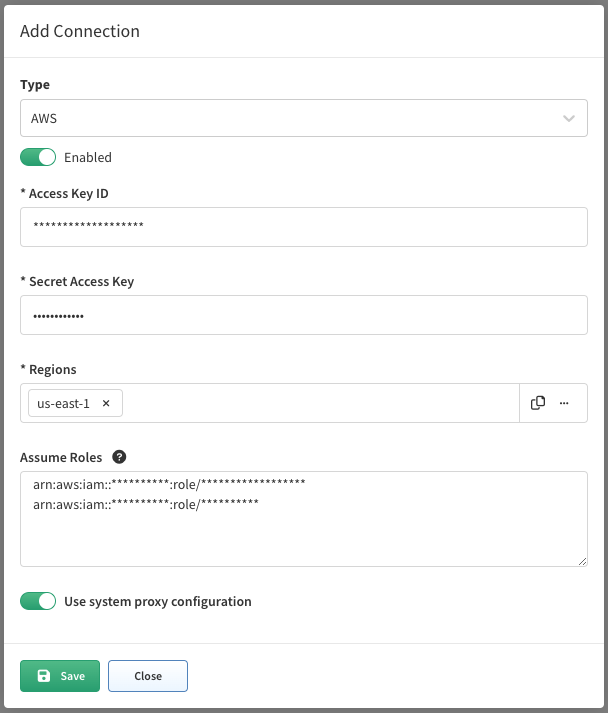 Add Connection
Type
AWS
Enabled
* Access Key ID
*******************
* Secret Access Key
••••••••••••
* Regions
us-east-1 ×
Assume Roles ?
arn:aws:iam::**********:role/******************
arn:aws:iam::**********:role/**********
Use system proxy configuration
Save Close